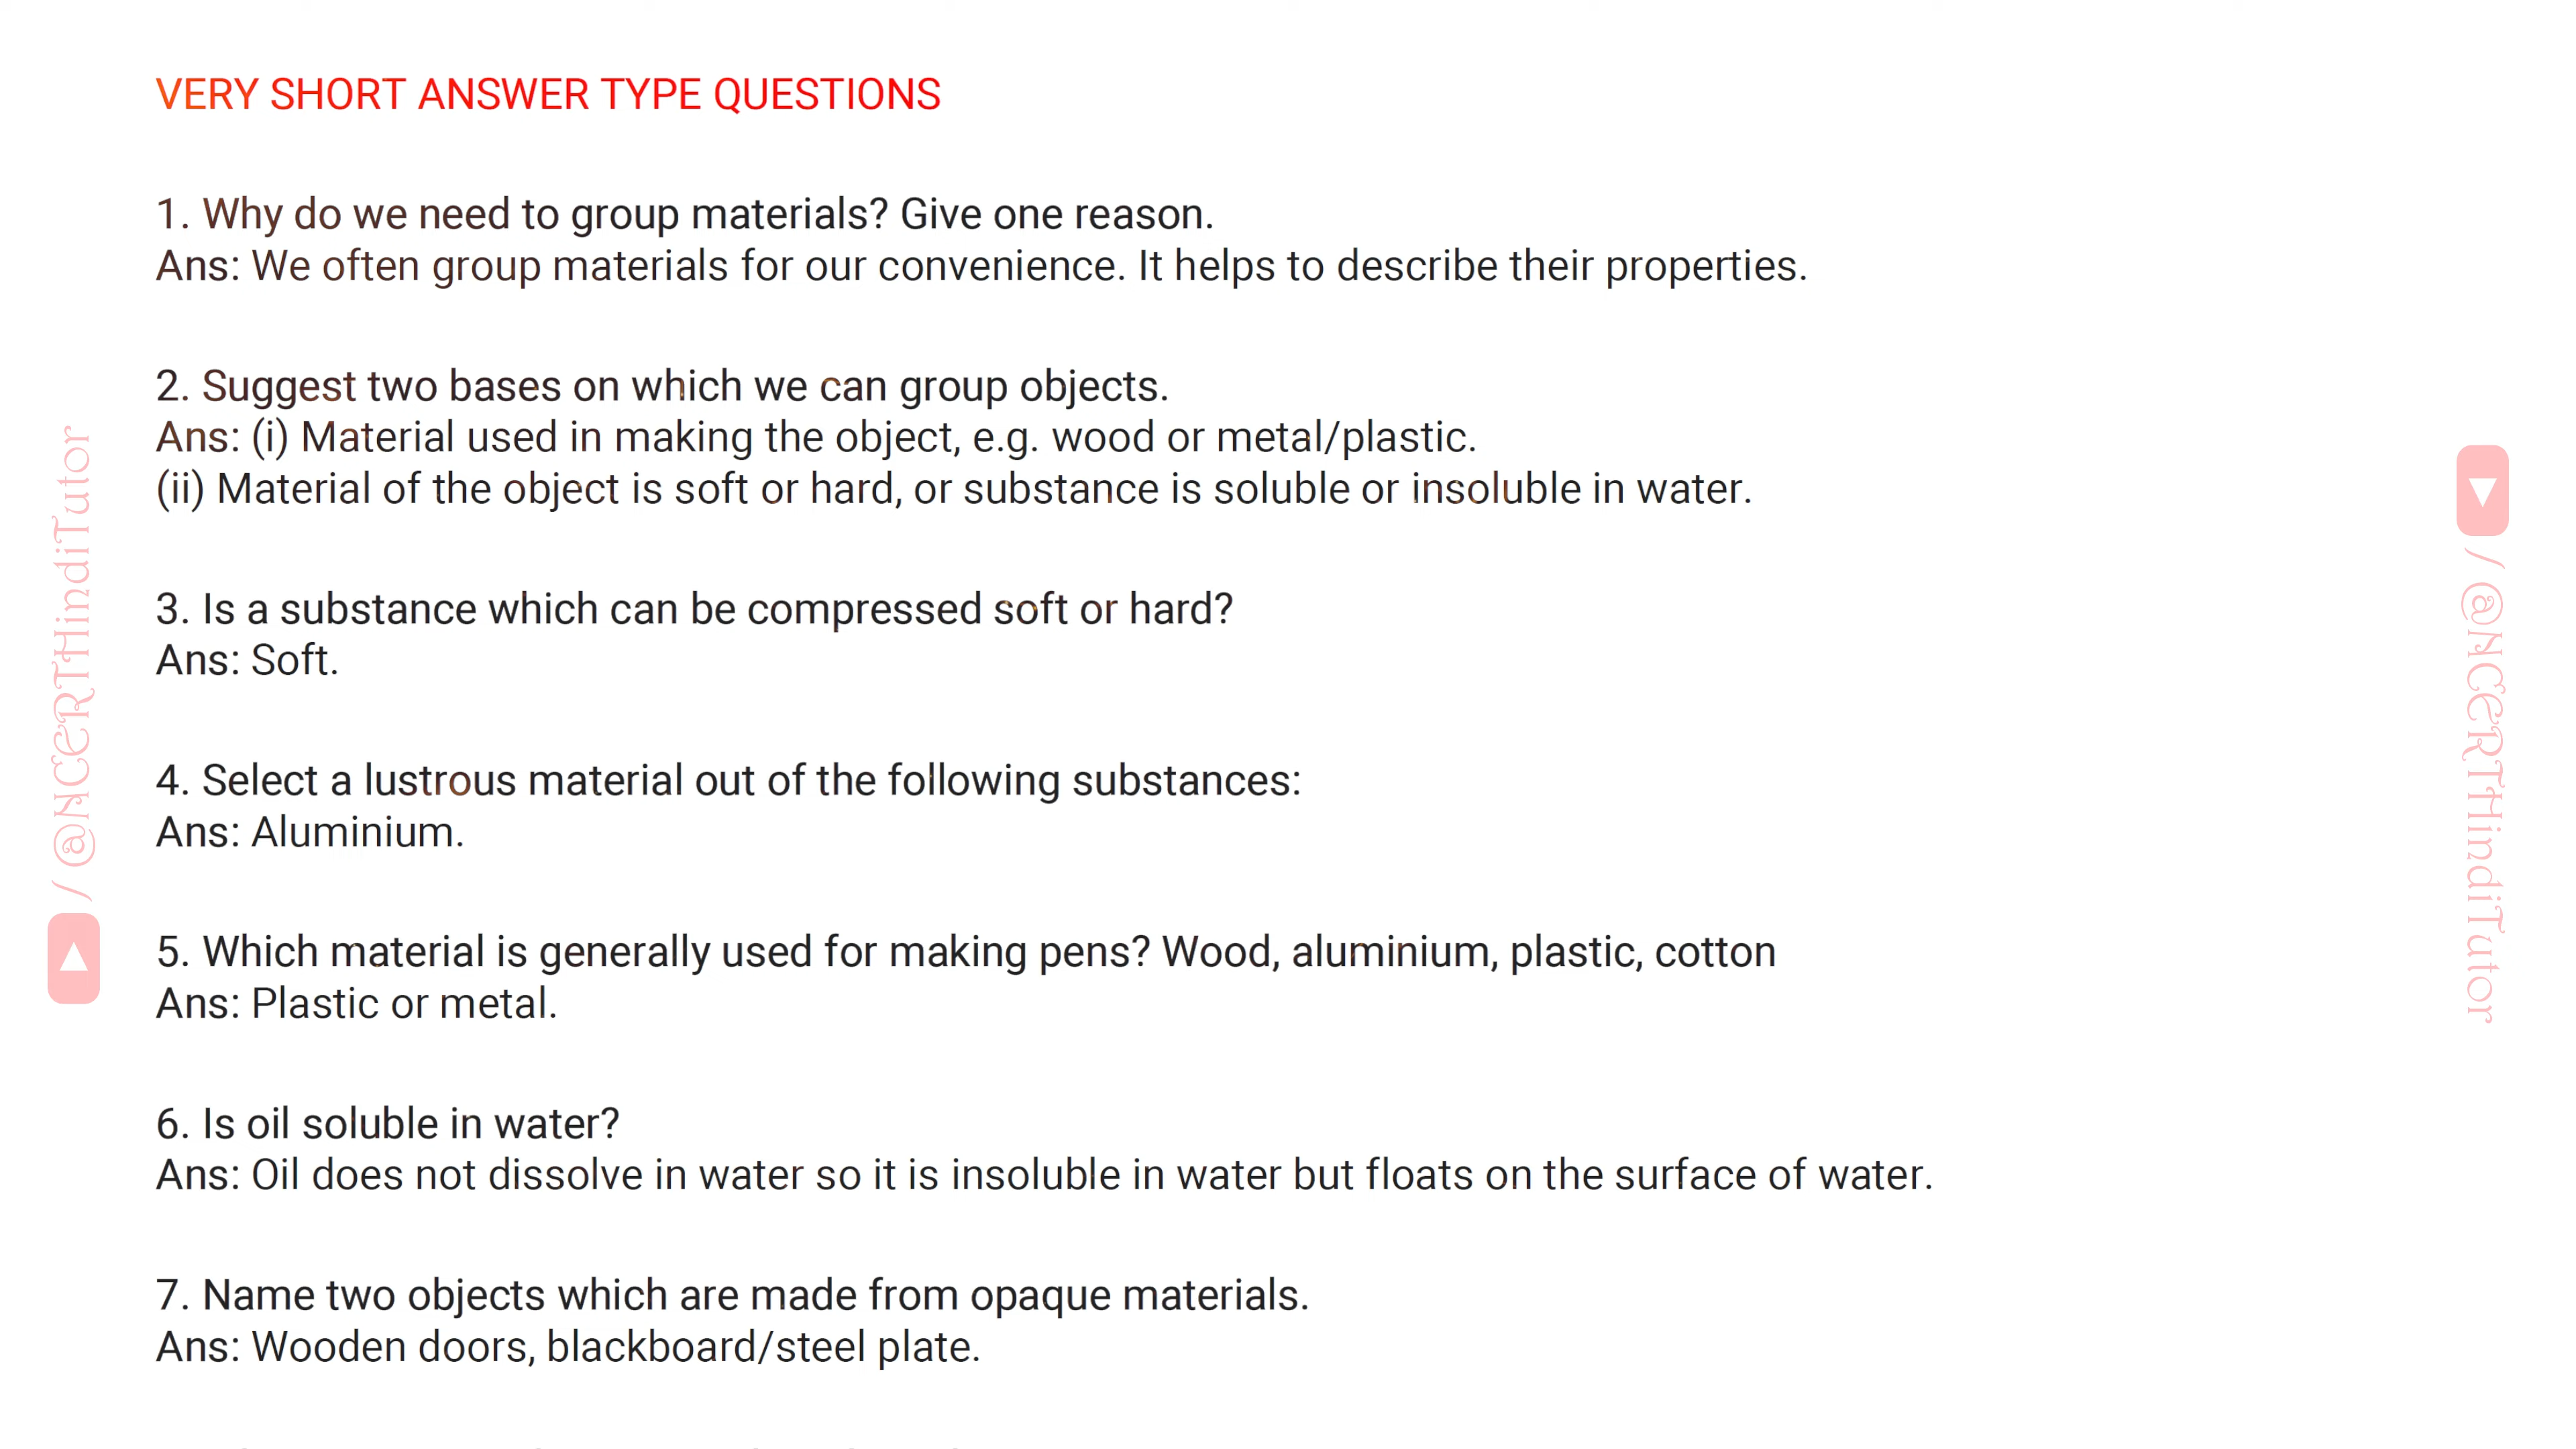 VERY SHORT ANSWER TYPE QUESTIONS
1. Why do we need to group materials? Give one reason.
Ans: We often group materials for our convenience. It helps to describe their properties.
2. Suggest two bases on which we can group objects.
Ans: (i) Material used in making the object, e.g. wood or metal/plastic.
(ii) Material of the object is soft or hard, or substance is soluble or insoluble in water.
3. Is a substance which can be compressed soft or hard?
Ans: Soft.
4. Select a lustrous material out of the following substances:
Ans: Aluminium.
5. Which material is generally used for making pens? Wood, aluminium, plastic, cotton
Ans: Plastic or metal.
6. Is oil soluble in water?
Ans: Oil does not dissolve in water so it is insoluble in water but floats on the surface of water.
7. Name two objects which are made from opaque materials.
Ans: Wooden doors, blackboard/steel plate.
/ @NCERTHindiTutor
/ @NCERTHindiTutor